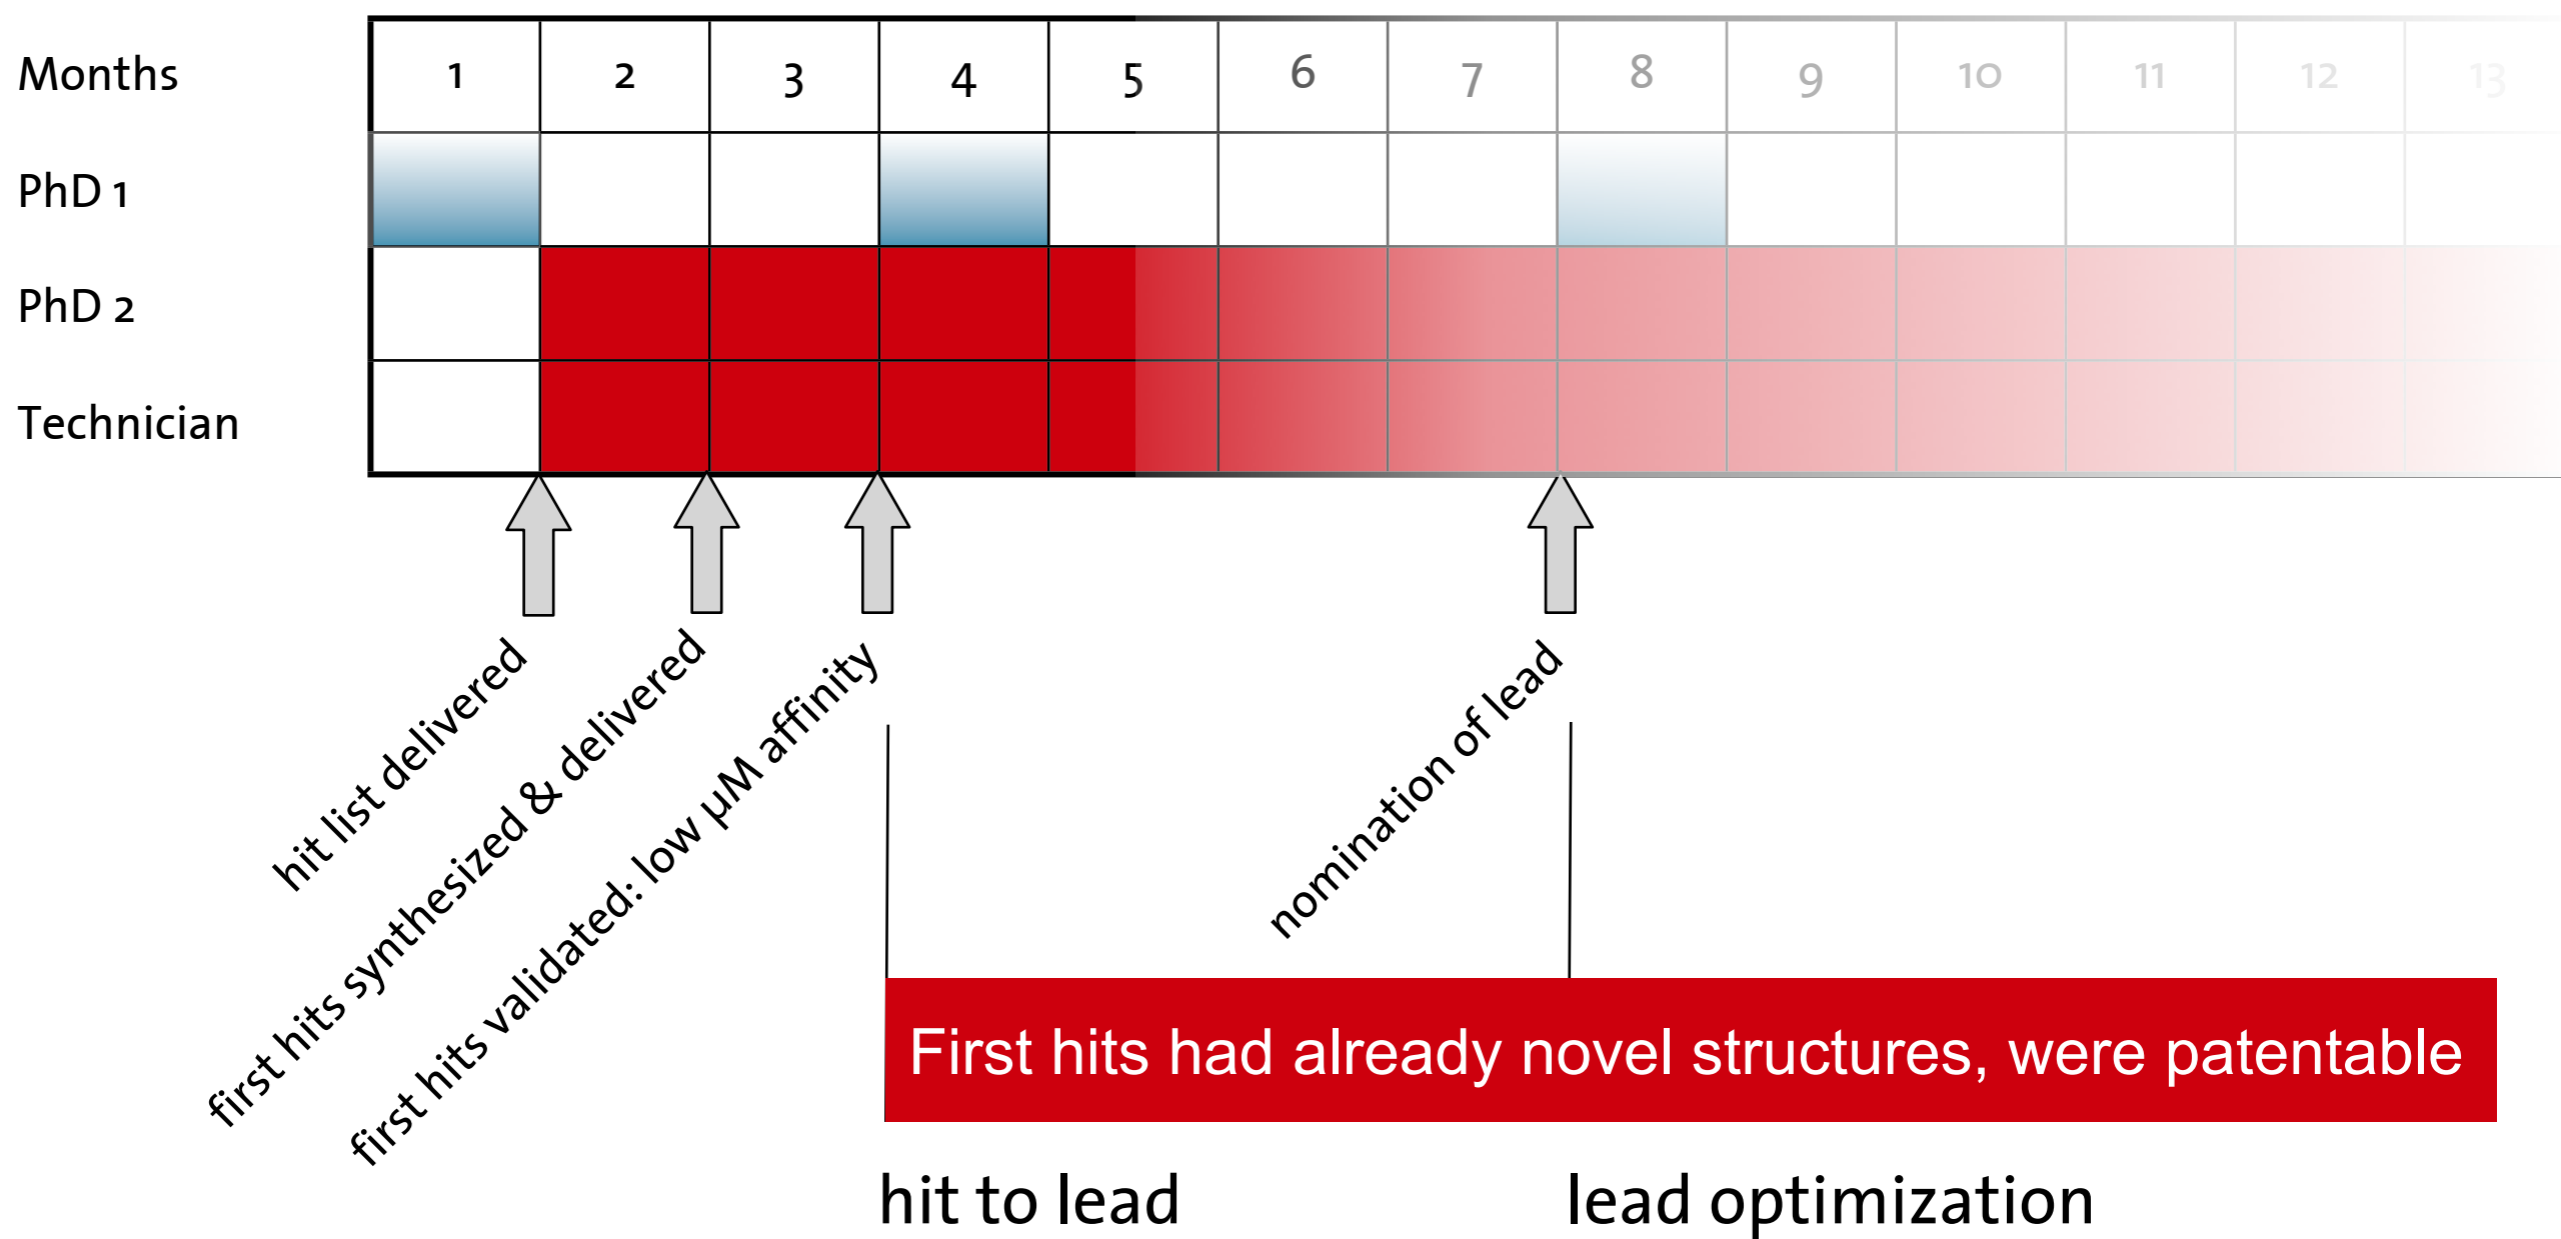 Months 1 2 3 4 5 6 7 8 9 10 11 12 13
PhD 1
PhD 2
Technician
hit list delivered
first hits synthesized & delivered
first hits validated: low µM affinity
nomination of lead
First hits had already novel structures, were patentable
hit to lead
lead optimization